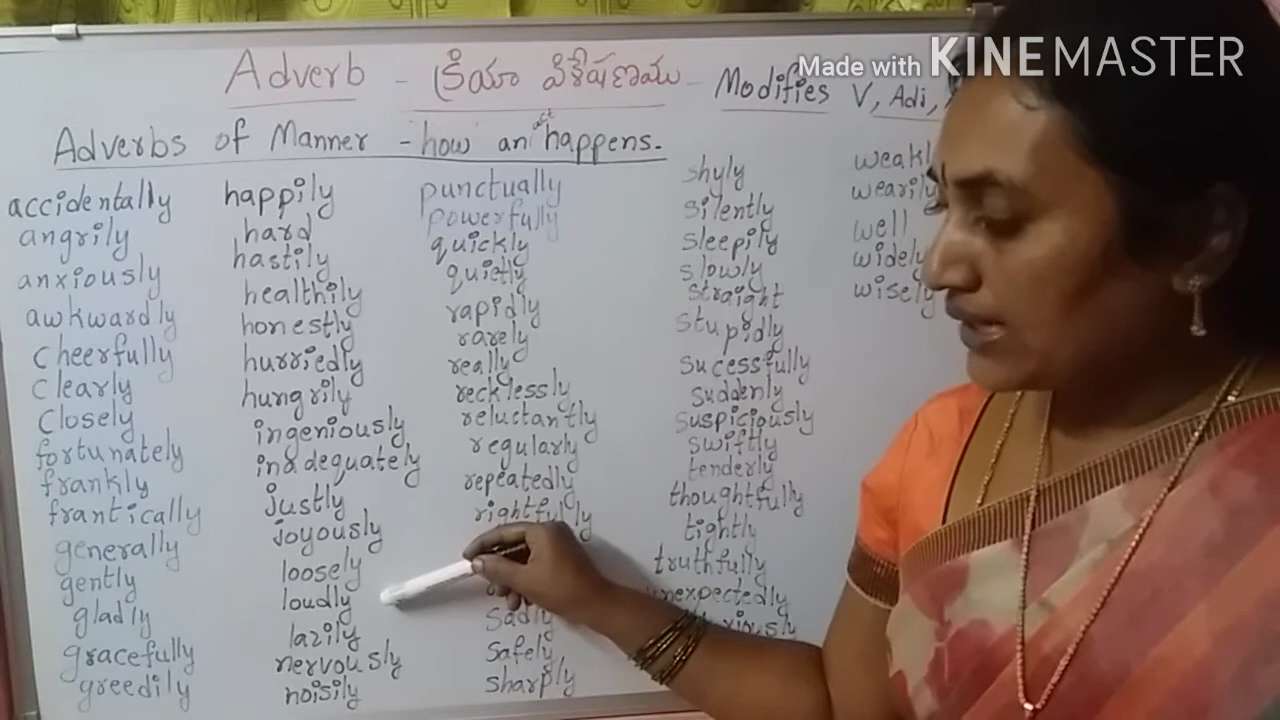 Made with KINEMASTER
Adverb - క్రియా విశేషణము - Modifies V, Adj,
Adverbs of Manner - how an act happens.
accidentally
angrily
anxiously
awkwardly
cheerfully
clearly
closely
fortunately
frankly
frantically
generally
gently
gladly
gracefully
greedily
happily
hard
hastily
healthily
honestly
hurriedly
hungrily
ingeniously
inadequately
justly
joyously
loosely
loudly
lazily
nervously
noisily
punctually
powerfully
quickly
quietly
rapidly
rarely
really
recklessly
reluctantly
regularly
repeatedly
rightfully
sadly
safely
sharply
shyly
silently
sleepily
slowly
straight
stupidly
sucessfully
suddenly
suspiciously
swiftly
tenderly
thoughtfully
tightly
truthfully
unexpectedly
weakl
wearily
well
widely
wisely